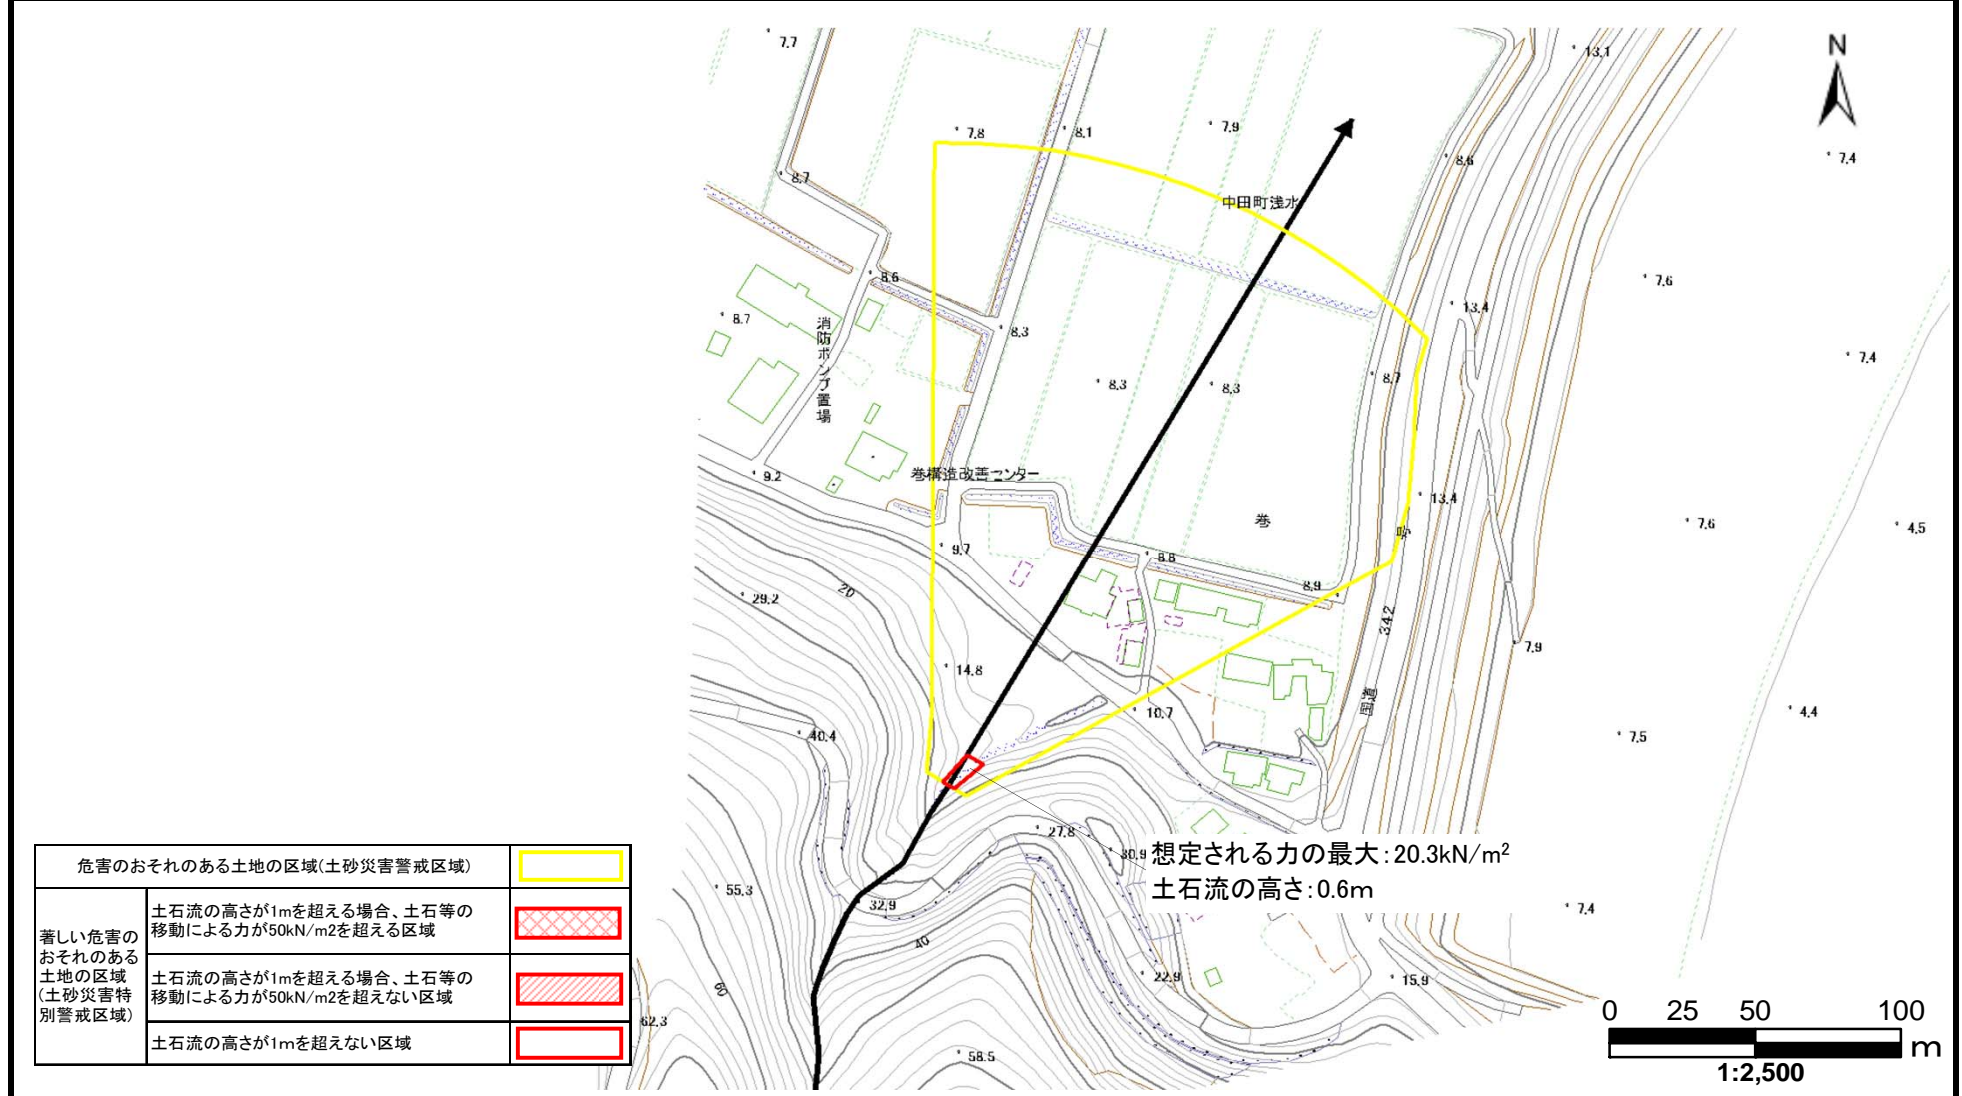 7.7
13.1
N
7.8
8.1
7.9
8.6
7.4
8.7
中田町浅水
8.6
7.6
13.4
8.7
消防ポンプ置場
8.3
7.4
8.3
8.3
8.7
9.2
巻構造改善センター
13.4
巻
7.6
4.5
9.7
8.8
8.9
20
29.2
342
7.9
14.8
国道
10.7
4.4
40.4
7.5
27.8
30.9
想定される力の最大:20.3kN/m²
土石流の高さ:0.6m
55.3
32.9
7.4
40
22.9
15.9
60
62.3
58.5
危害のおそれのある土地の区域(土砂災害警戒区域)
著しい危害の
おそれのある
土地の区域
(土砂災害特
別警戒区域)
土石流の高さが1mを超える場合、土石等の
移動による力が50kN/m2を超える区域
土石流の高さが1mを超える場合、土石等の
移動による力が50kN/m2を超えない区域
土石流の高さが1mを超えない区域
0 25 50 100
m
1:2,500